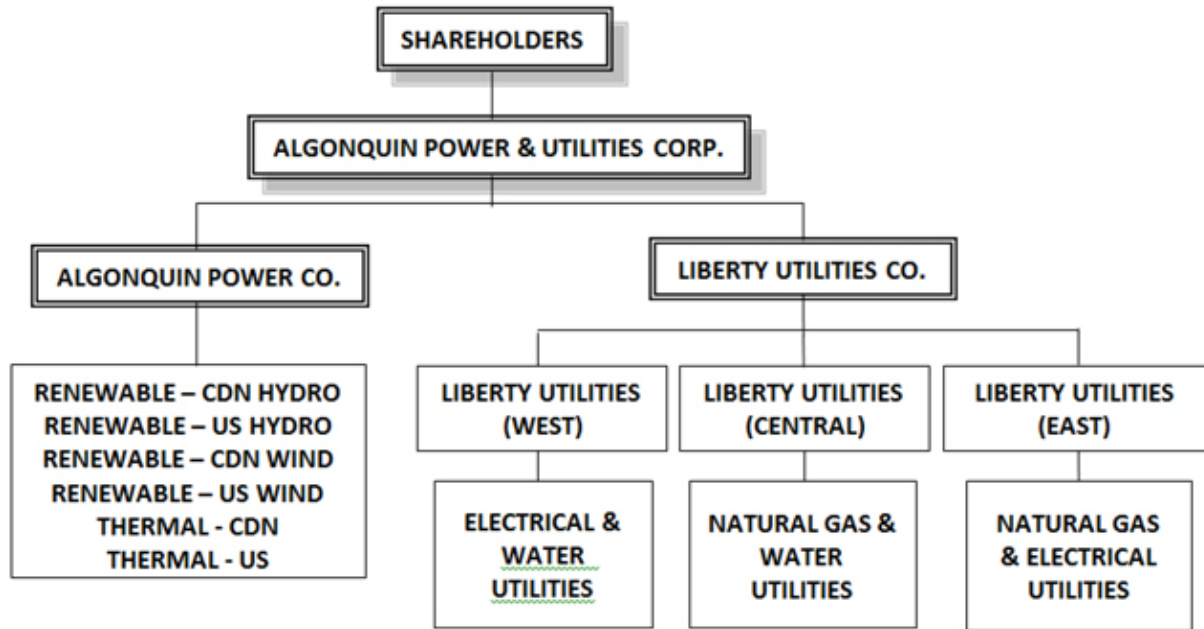 SHAREHOLDERS
ALGONQUIN POWER & UTILITIES CORP.
ALGONQUIN POWER CO.
LIBERTY UTILITIES CO.
RENEWABLE – CDN HYDRO
RENEWABLE – US HYDRO
RENEWABLE – CDN WIND
RENEWABLE – US WIND
THERMAL - CDN
THERMAL - US
LIBERTY UTILITIES
(WEST)
LIBERTY UTILITIES
(CENTRAL)
LIBERTY UTILITIES
(EAST)
ELECTRICAL &
WATER
UTILITIES
NATURAL GAS &
WATER
UTILITIES
NATURAL GAS
& ELECTRICAL
UTILITIES